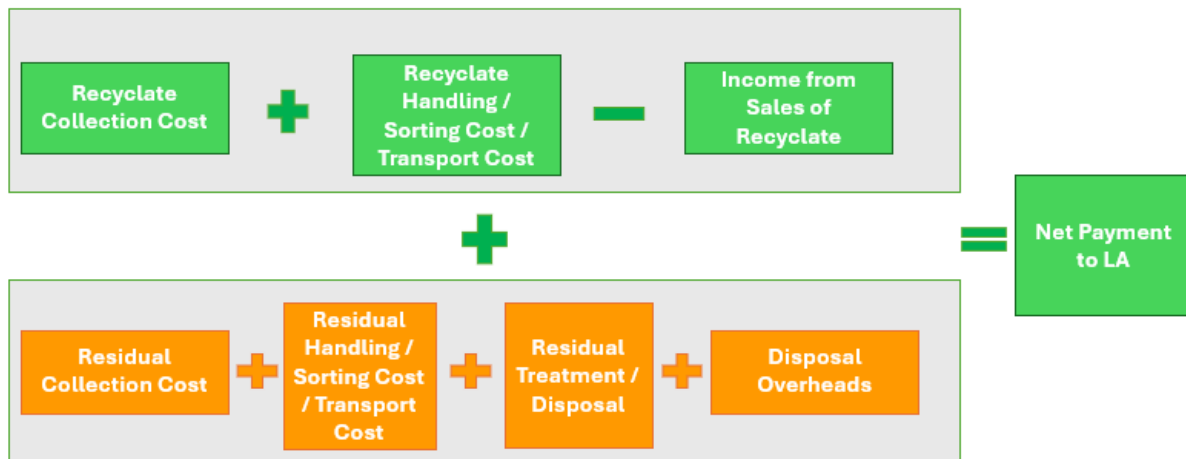 Recyclate
Collection Cost
Recyclate
Handling /
Sorting Cost /
Transport Cost
Income from
Sales of
Recyclate
Net Payment
to LA
Residual
Collection Cost
Residual
Handling /
Sorting Cost
/ Transport
Cost
Residual
Treatment /
Disposal
Disposal
Overheads